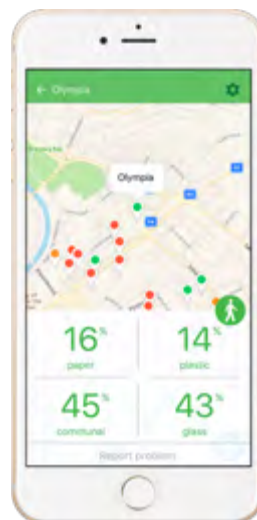 ← Olympia
Olympia
16% 14%
paper plastic
45% 43%
communal glass
Report problem